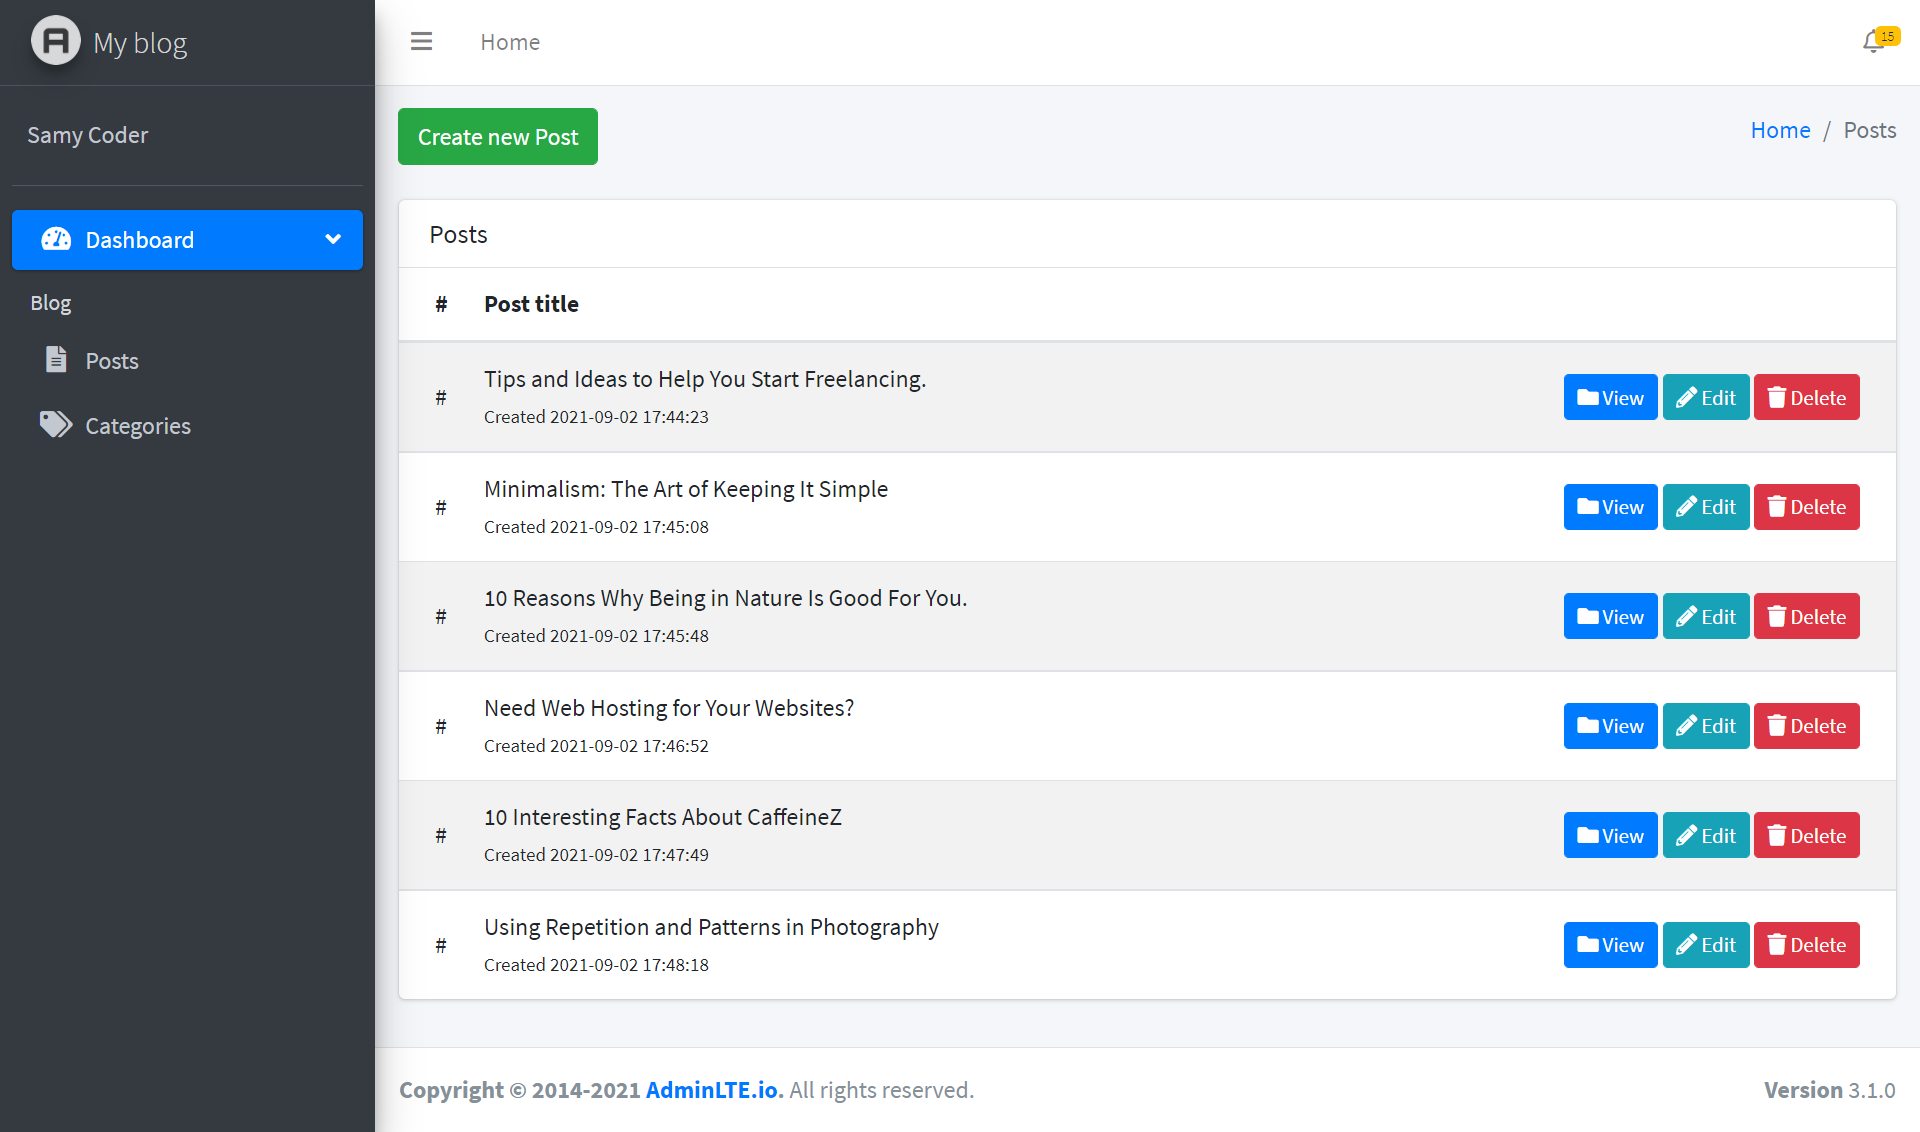 My blog
Home
15
Samy Coder
Create new Post
Home / Posts
Dashboard
Blog
Posts
Categories
Posts
# Post title
# Tips and Ideas to Help You Start Freelancing.
Created 2021-09-02 17:44:23
View Edit Delete
# Minimalism: The Art of Keeping It Simple
Created 2021-09-02 17:45:08
View Edit Delete
# 10 Reasons Why Being in Nature Is Good For You.
Created 2021-09-02 17:45:48
View Edit Delete
# Need Web Hosting for Your Websites?
Created 2021-09-02 17:46:52
View Edit Delete
# 10 Interesting Facts About CaffeineZ
Created 2021-09-02 17:47:49
View Edit Delete
# Using Repetition and Patterns in Photography
Created 2021-09-02 17:48:18
View Edit Delete
Copyright © 2014-2021 AdminLTE.io. All rights reserved.
Version 3.1.0